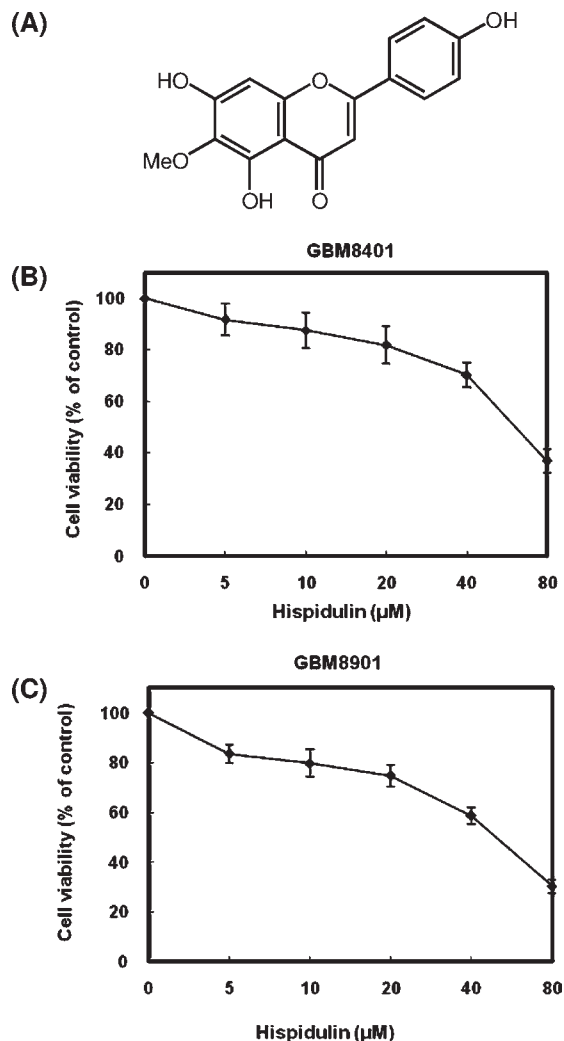 (A)
OH
HO
O
MeO
OH
O
(B)
GBM8401
Cell viability (% of control)
100
80
60
40
20
0
0 5 10 20 40 80
Hispidulin (µM)
(C)
GBM8901
Cell viability (% of control)
100
80
60
40
20
0
0 5 10 20 40 80
Hispidulin (µM)